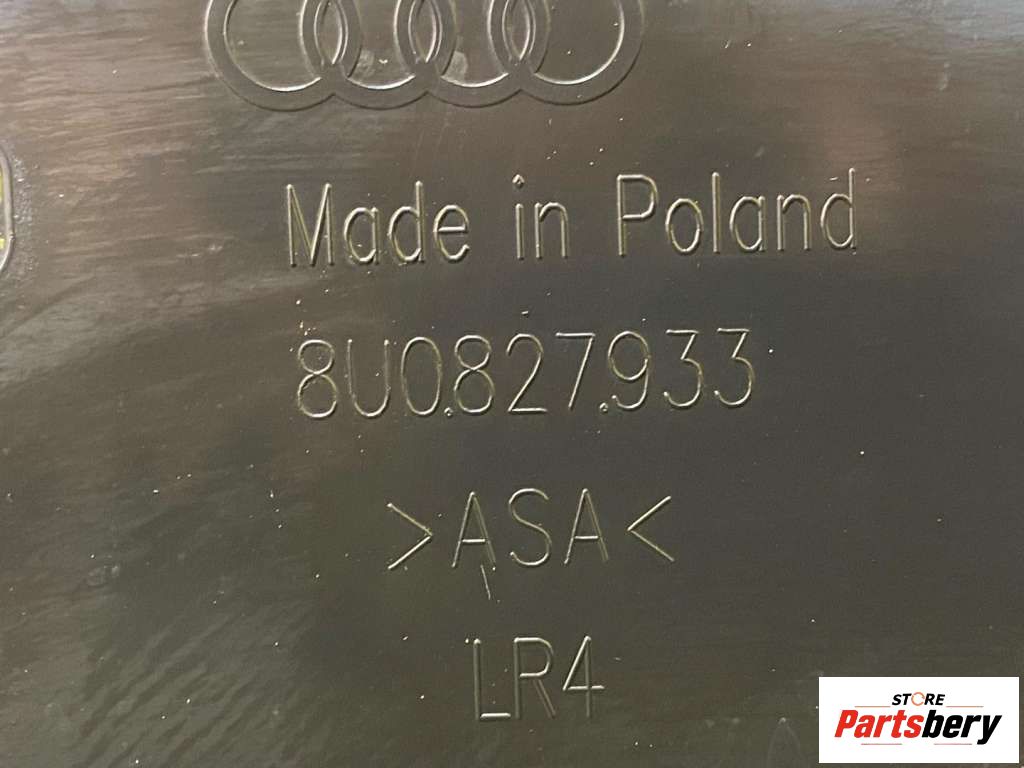 Made in Poland
8U0.827.933
>ASA<
LR4
STORE
Partsbery